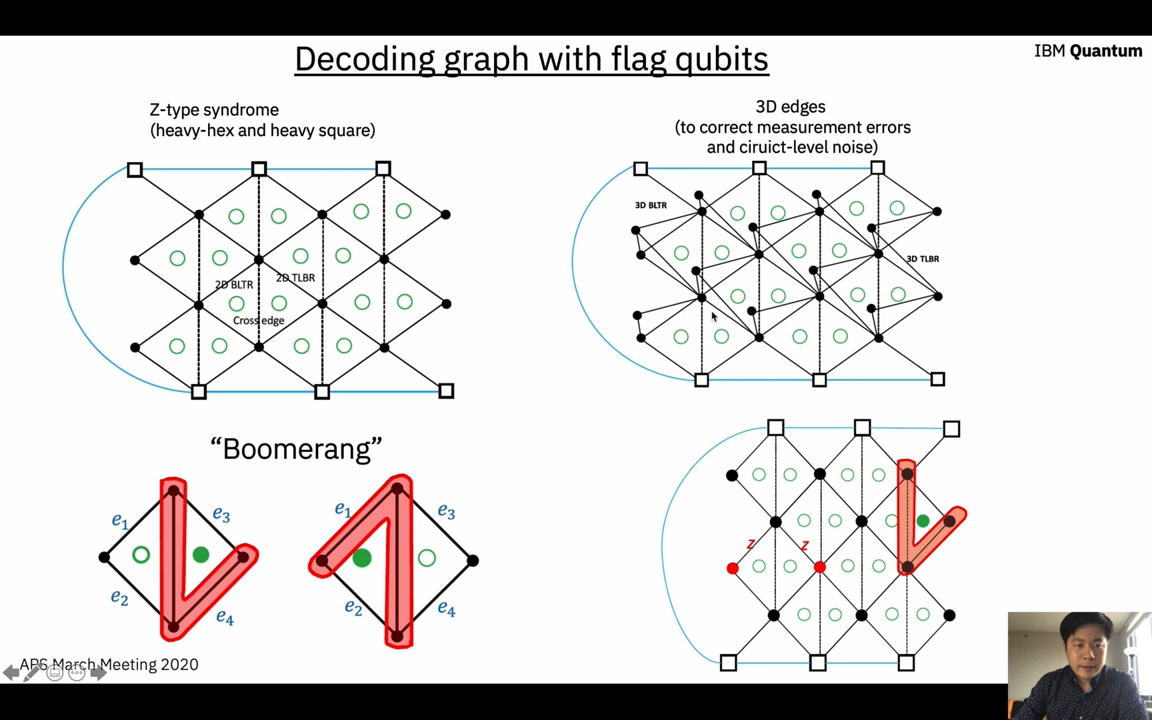 Decoding graph with flag qubits
IBM Quantum
Z-type syndrome
(heavy-hex and heavy square)
3D edges
(to correct measurement errors
and ciruict-level noise)
3D BLTR
3D TLBR
2D BLTR
2D TLBR
Cross edge
"Boomerang"
e1
e3
e2
e4
e1
e3
e2
e4
z
z
APS March Meeting 2020